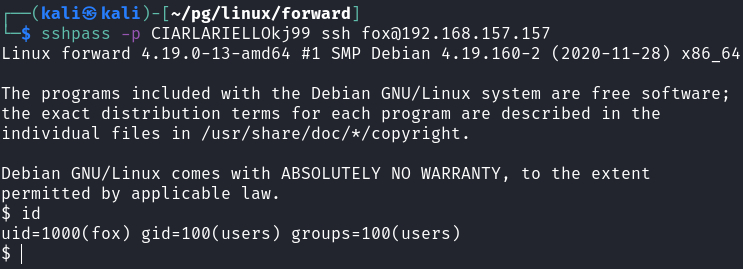 ┌──(kali㉿kali)-[~/pg/linux/forward]
└─$ sshpass -p CIARLARIELLOkj99 ssh fox@192.168.157.157
Linux forward 4.19.0-13-amd64 #1 SMP Debian 4.19.160-2 (2020-11-28) x86_64
The programs included with the Debian GNU/Linux system are free software;
the exact distribution terms for each program are described in the
individual files in /usr/share/doc/*/copyright.
Debian GNU/Linux comes with ABSOLUTELY NO WARRANTY, to the extent
permitted by applicable law.
$ id
uid=1000(fox) gid=100(users) groups=100(users)
$